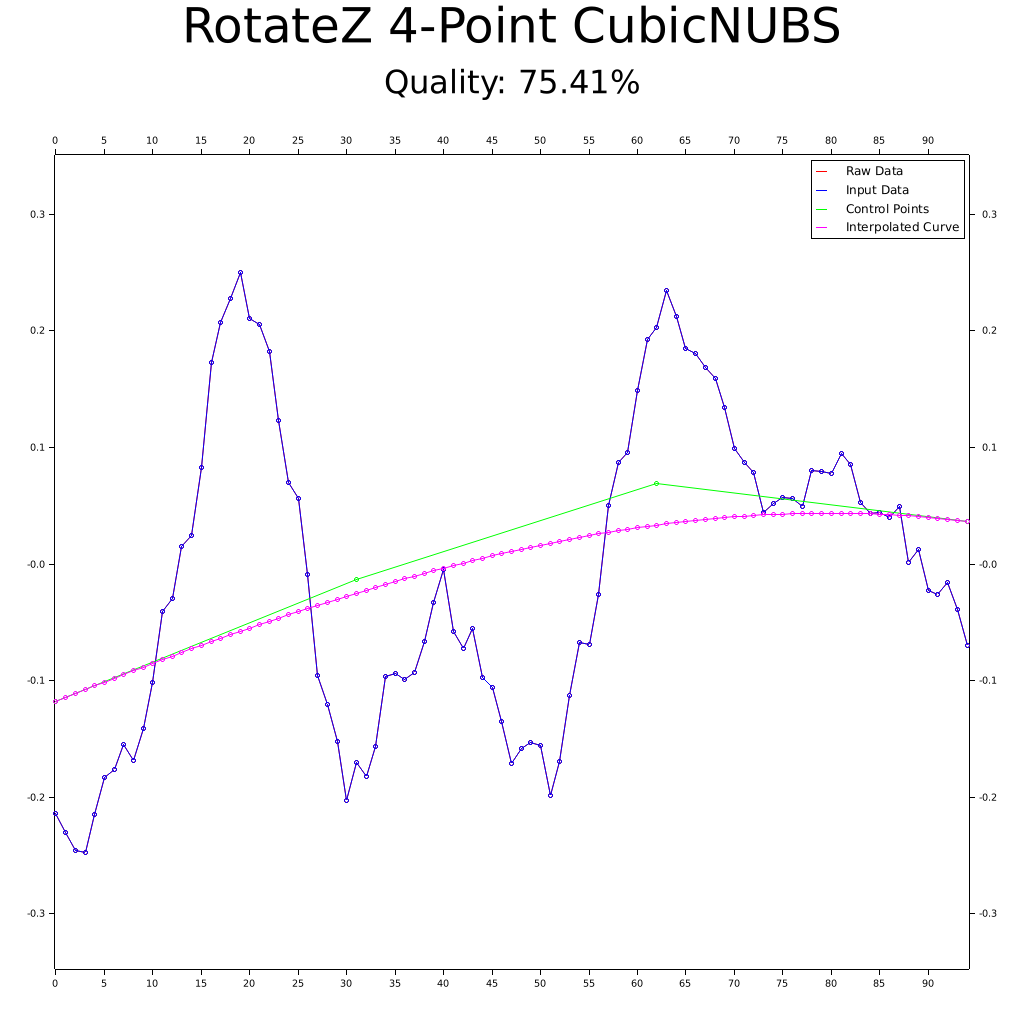 RotateZ 4-Point CubicNUBS
Quality: 75.41%
0 5 10 15 20 25 30 35 40 45 50 55 60 65 70 75 80 85 90
Raw Data
Input Data
Control Points
Interpolated Curve
0.3 0.3
0.2 0.2
0.1 0.1
-0.0 -0.0
-0.1 -0.1
-0.2 -0.2
-0.3 -0.3
0 5 10 15 20 25 30 35 40 45 50 55 60 65 70 75 80 85 90